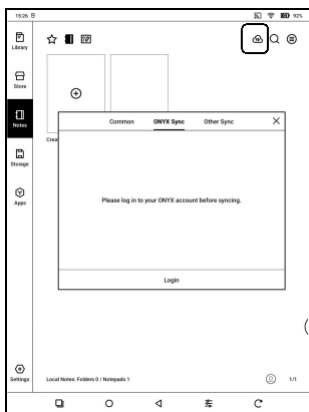 15:26
92%
Library
Store
Notes
Storage
Apps
Settings
Common
ONYX Sync
Other Sync
Please log in to your ONYX account before syncing.
Login
Local Notes: Folders 0 / Notepads 1
1/1